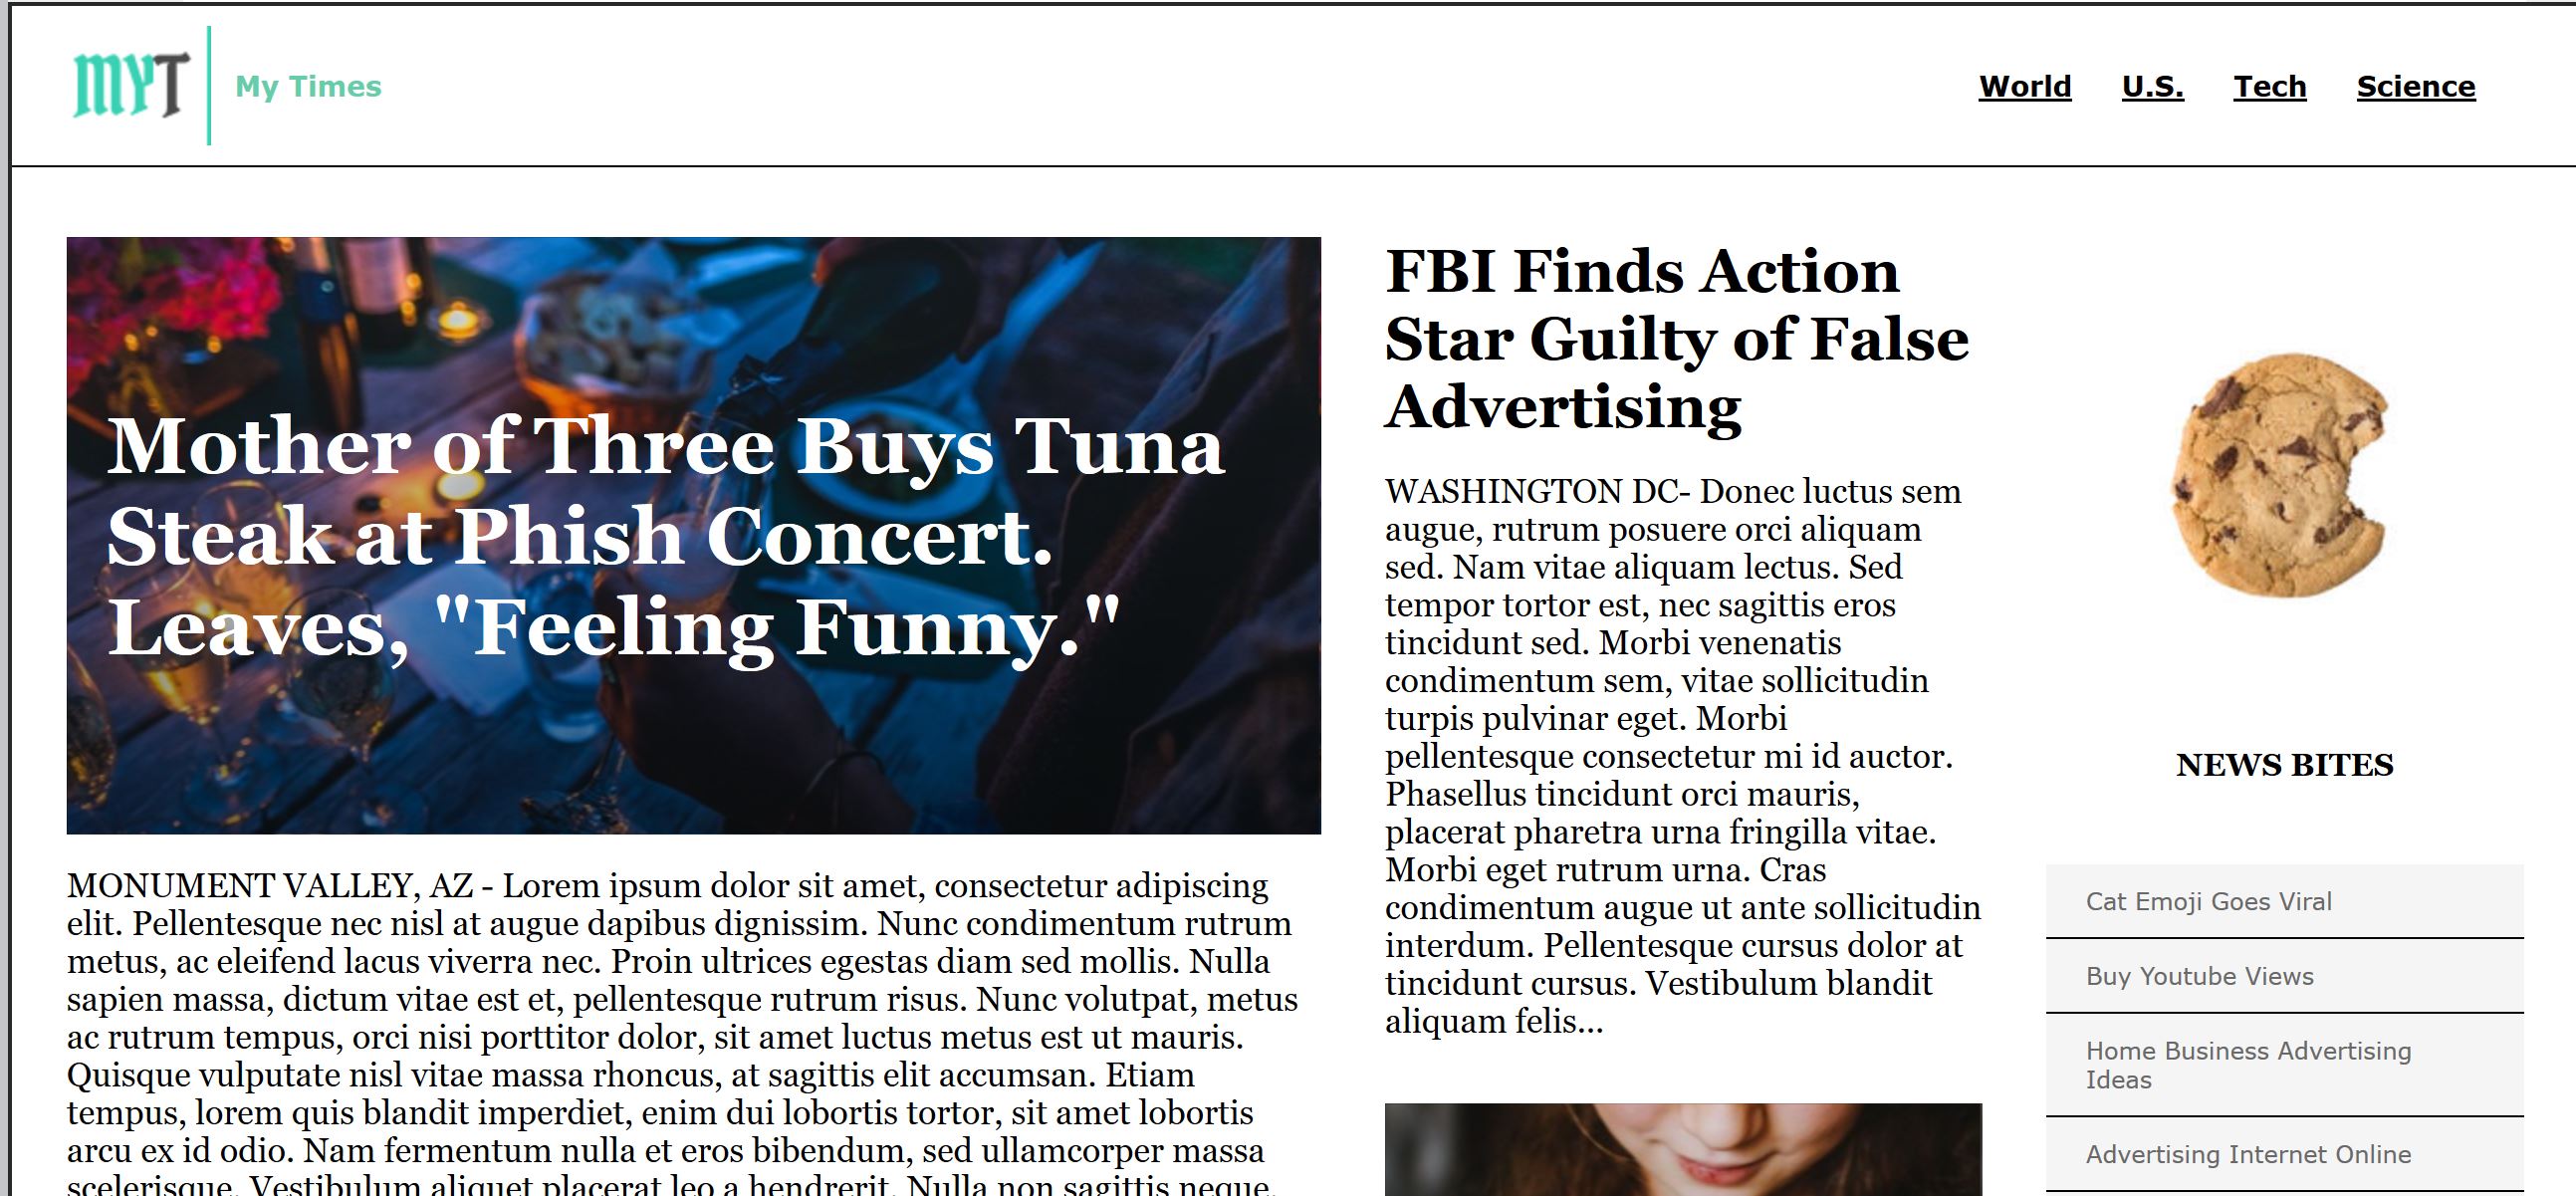 MYT
My Times
World
U.S.
Tech
Science
Mother of Three Buys Tuna
Steak at Phish Concert.
Leaves, "Feeling Funny."
MONUMENT VALLEY, AZ - Lorem ipsum dolor sit amet, consectetur adipiscing
elit. Pellentesque nec nisl at augue dapibus dignissim. Nunc condimentum rutrum
metus, ac eleifend lacus viverra nec. Proin ultrices egestas diam sed mollis. Nulla
sapien massa, dictum vitae est et, pellentesque rutrum risus. Nunc volutpat, metus
ac rutrum tempus, orci nisi porttitor dolor, sit amet luctus metus est ut mauris.
Quisque vulputate nisl vitae massa rhoncus, at sagittis elit accumsan. Etiam
tempus, lorem quis blandit imperdiet, enim dui lobortis tortor, sit amet lobortis
arcu ex id odio. Nam fermentum nulla et eros bibendum, sed ullamcorper massa
scelerisque. Vestibulum aliquet placerat leo a hendrerit. Nulla non sagittis neque.
FBI Finds Action
Star Guilty of False
Advertising
WASHINGTON DC- Donec luctus sem
augue, rutrum posuere orci aliquam
sed. Nam vitae aliquam lectus. Sed
tempor tortor est, nec sagittis eros
tincidunt sed. Morbi venenatis
condimentum sem, vitae sollicitudin
turpis pulvinar eget. Morbi
pellentesque consectetur mi id auctor.
Phasellus tincidunt orci mauris,
placerat pharetra urna fringilla vitae.
Morbi eget rutrum urna. Cras
condimentum augue ut ante sollicitudin
interdum. Pellentesque cursus dolor at
tincidunt cursus. Vestibulum blandit
aliquam felis...
NEWS BITES
Cat Emoji Goes Viral
Buy Youtube Views
Home Business Advertising
Ideas
Advertising Internet Online